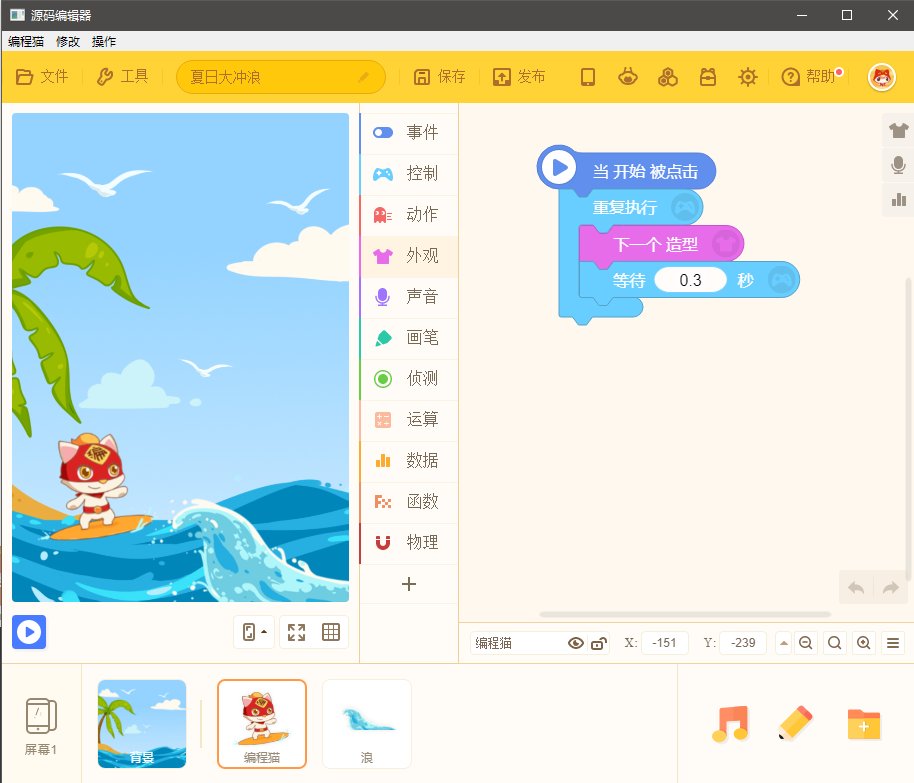 源码编辑器
编程猫 修改 操作
文件 工具 夏日大冲浪 保存 发布 帮助
事件
控制
动作
外观
声音
画笔
侦测
运算
数据
函数
物理
当 开始 被点击
重复执行
下一个 造型
等待 0.3 秒
编程猫 X: -151 Y: -239
屏幕1
背景
编程猫
浪